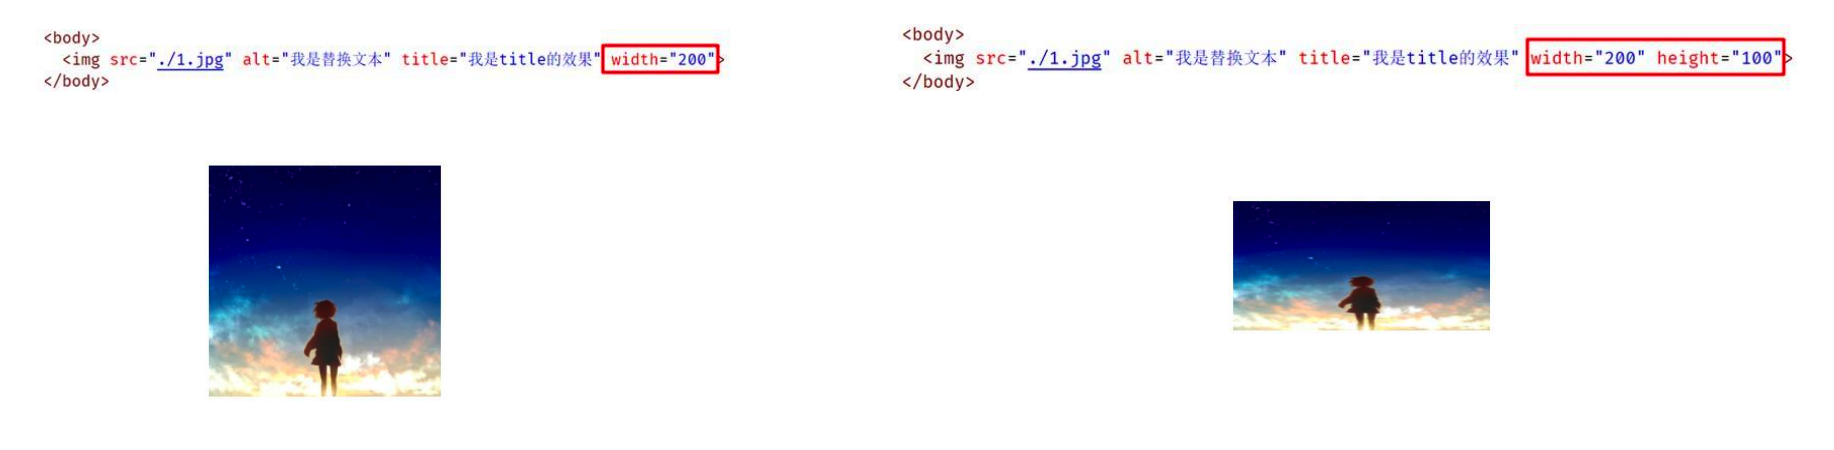 <body>
<img src="./1.jpg" alt="我是替换文本" title="我是title的效果" width="200">
</body>
<body>
<img src="./1.jpg" alt="我是替换文本" title="我是title的效果" width="200" height="100">
</body>